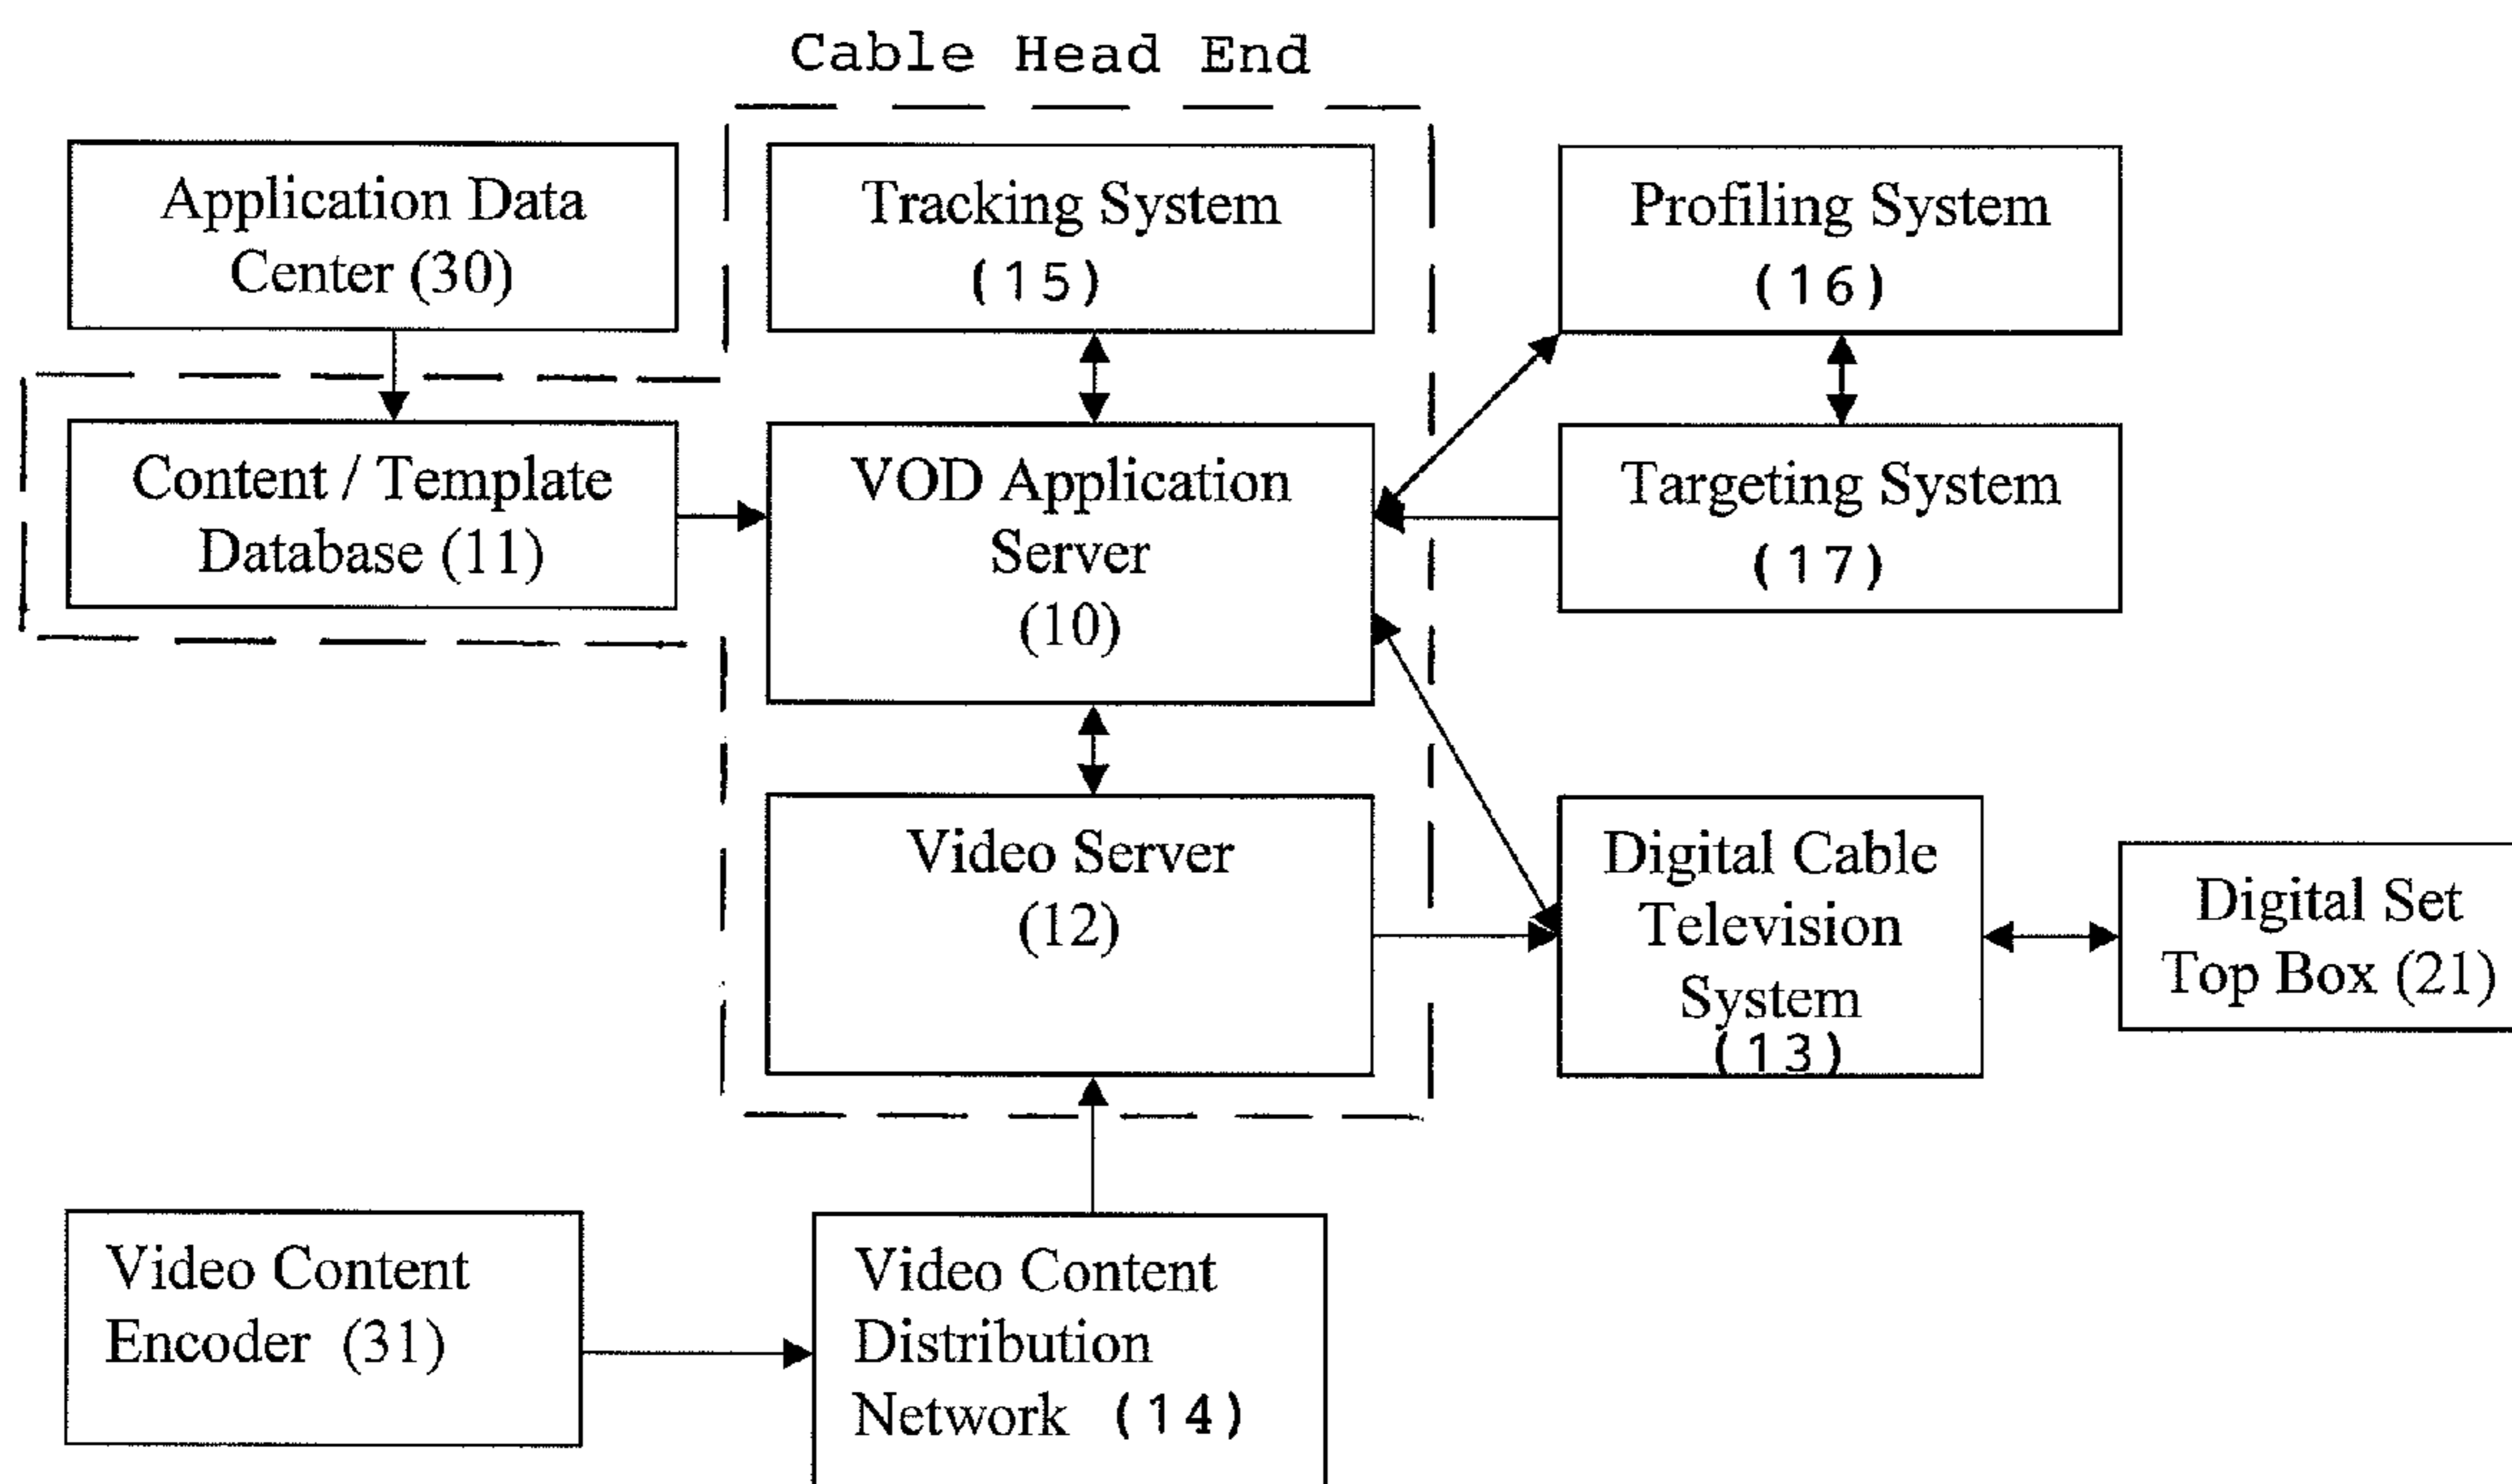 Cable Head End
Application Data
Center (30)
Tracking System
(15)
Profiling System
(16)
Content / Template
Database (11)
VOD Application
Server
(10)
Targeting System
(17)
Video Server
(12)
Digital Cable
Television
System
(13)
Digital Set
Top Box (21)
Video Content
Encoder (31)
Video Content
Distribution
Network (14)